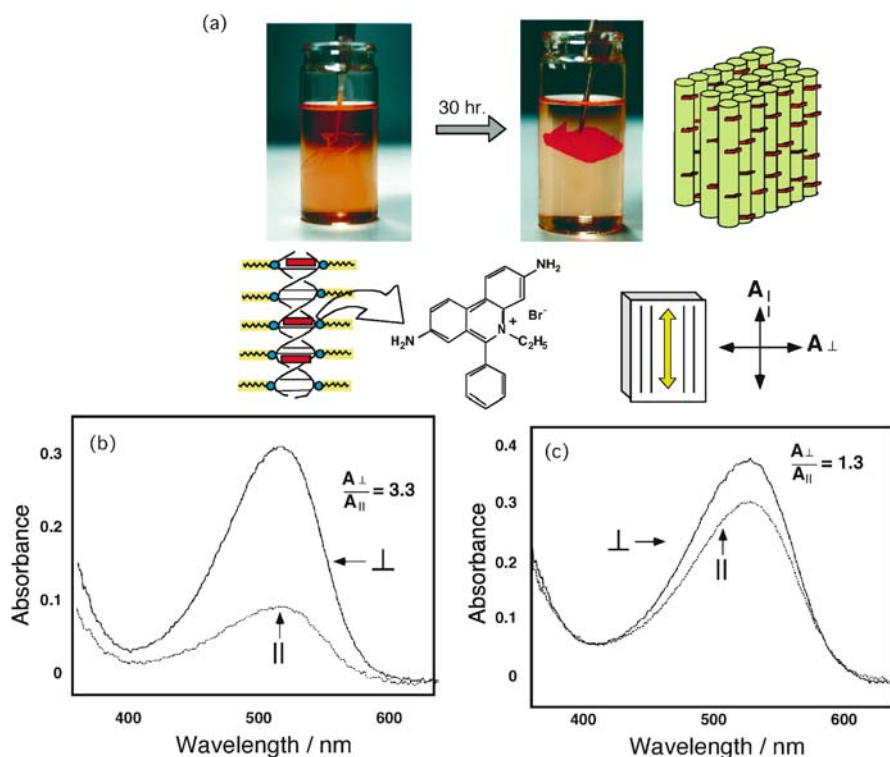 (a)
30 hr.
NH₂
Br⁻
N
+
H₂N
C₂H₅
A||
A⊥
(b)
A⊥
A|| = 3.3
⊥
||
0.3
0.2
0.1
0
Absorbance
400 500 600
Wavelength / nm
(c)
A⊥
A|| = 1.3
⊥
||
0.4
0.3
0.2
0.1
0
Absorbance
400 500 600
Wavelength / nm